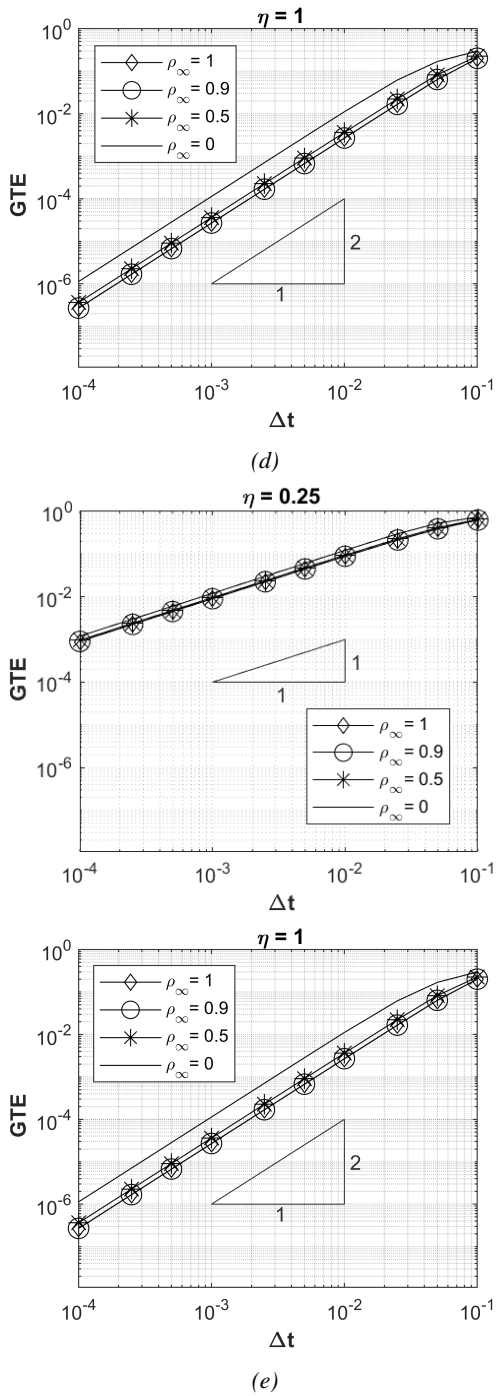 η = 1
10^0
10^-2
10^-4
10^-6
GTE
ρ∞ = 1
ρ∞ = 0.9
ρ∞ = 0.5
ρ∞ = 0
2
1
10^-4
10^-3
10^-2
10^-1
Δt
(d)
η = 0.25
10^0
10^-2
10^-4
10^-6
GTE
1
1
ρ∞ = 1
ρ∞ = 0.9
ρ∞ = 0.5
ρ∞ = 0
10^-4
10^-3
10^-2
10^-1
Δt
η = 1
10^0
10^-2
10^-4
10^-6
GTE
ρ∞ = 1
ρ∞ = 0.9
ρ∞ = 0.5
ρ∞ = 0
2
1
10^-4
10^-3
10^-2
10^-1
Δt
(e)